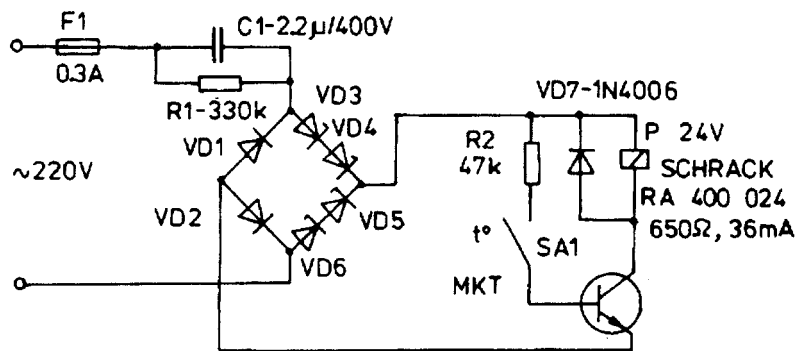 F1
0.3A
C1-2.2μ/400V
R1-330k
VD3
VD4
VD1
~220V
VD2
VD5
VD6
VD7-1N4006
R2
47k
P 24V
SCHRACK
RA 400 024
650Ω, 36mA
t°
SA1
MKT